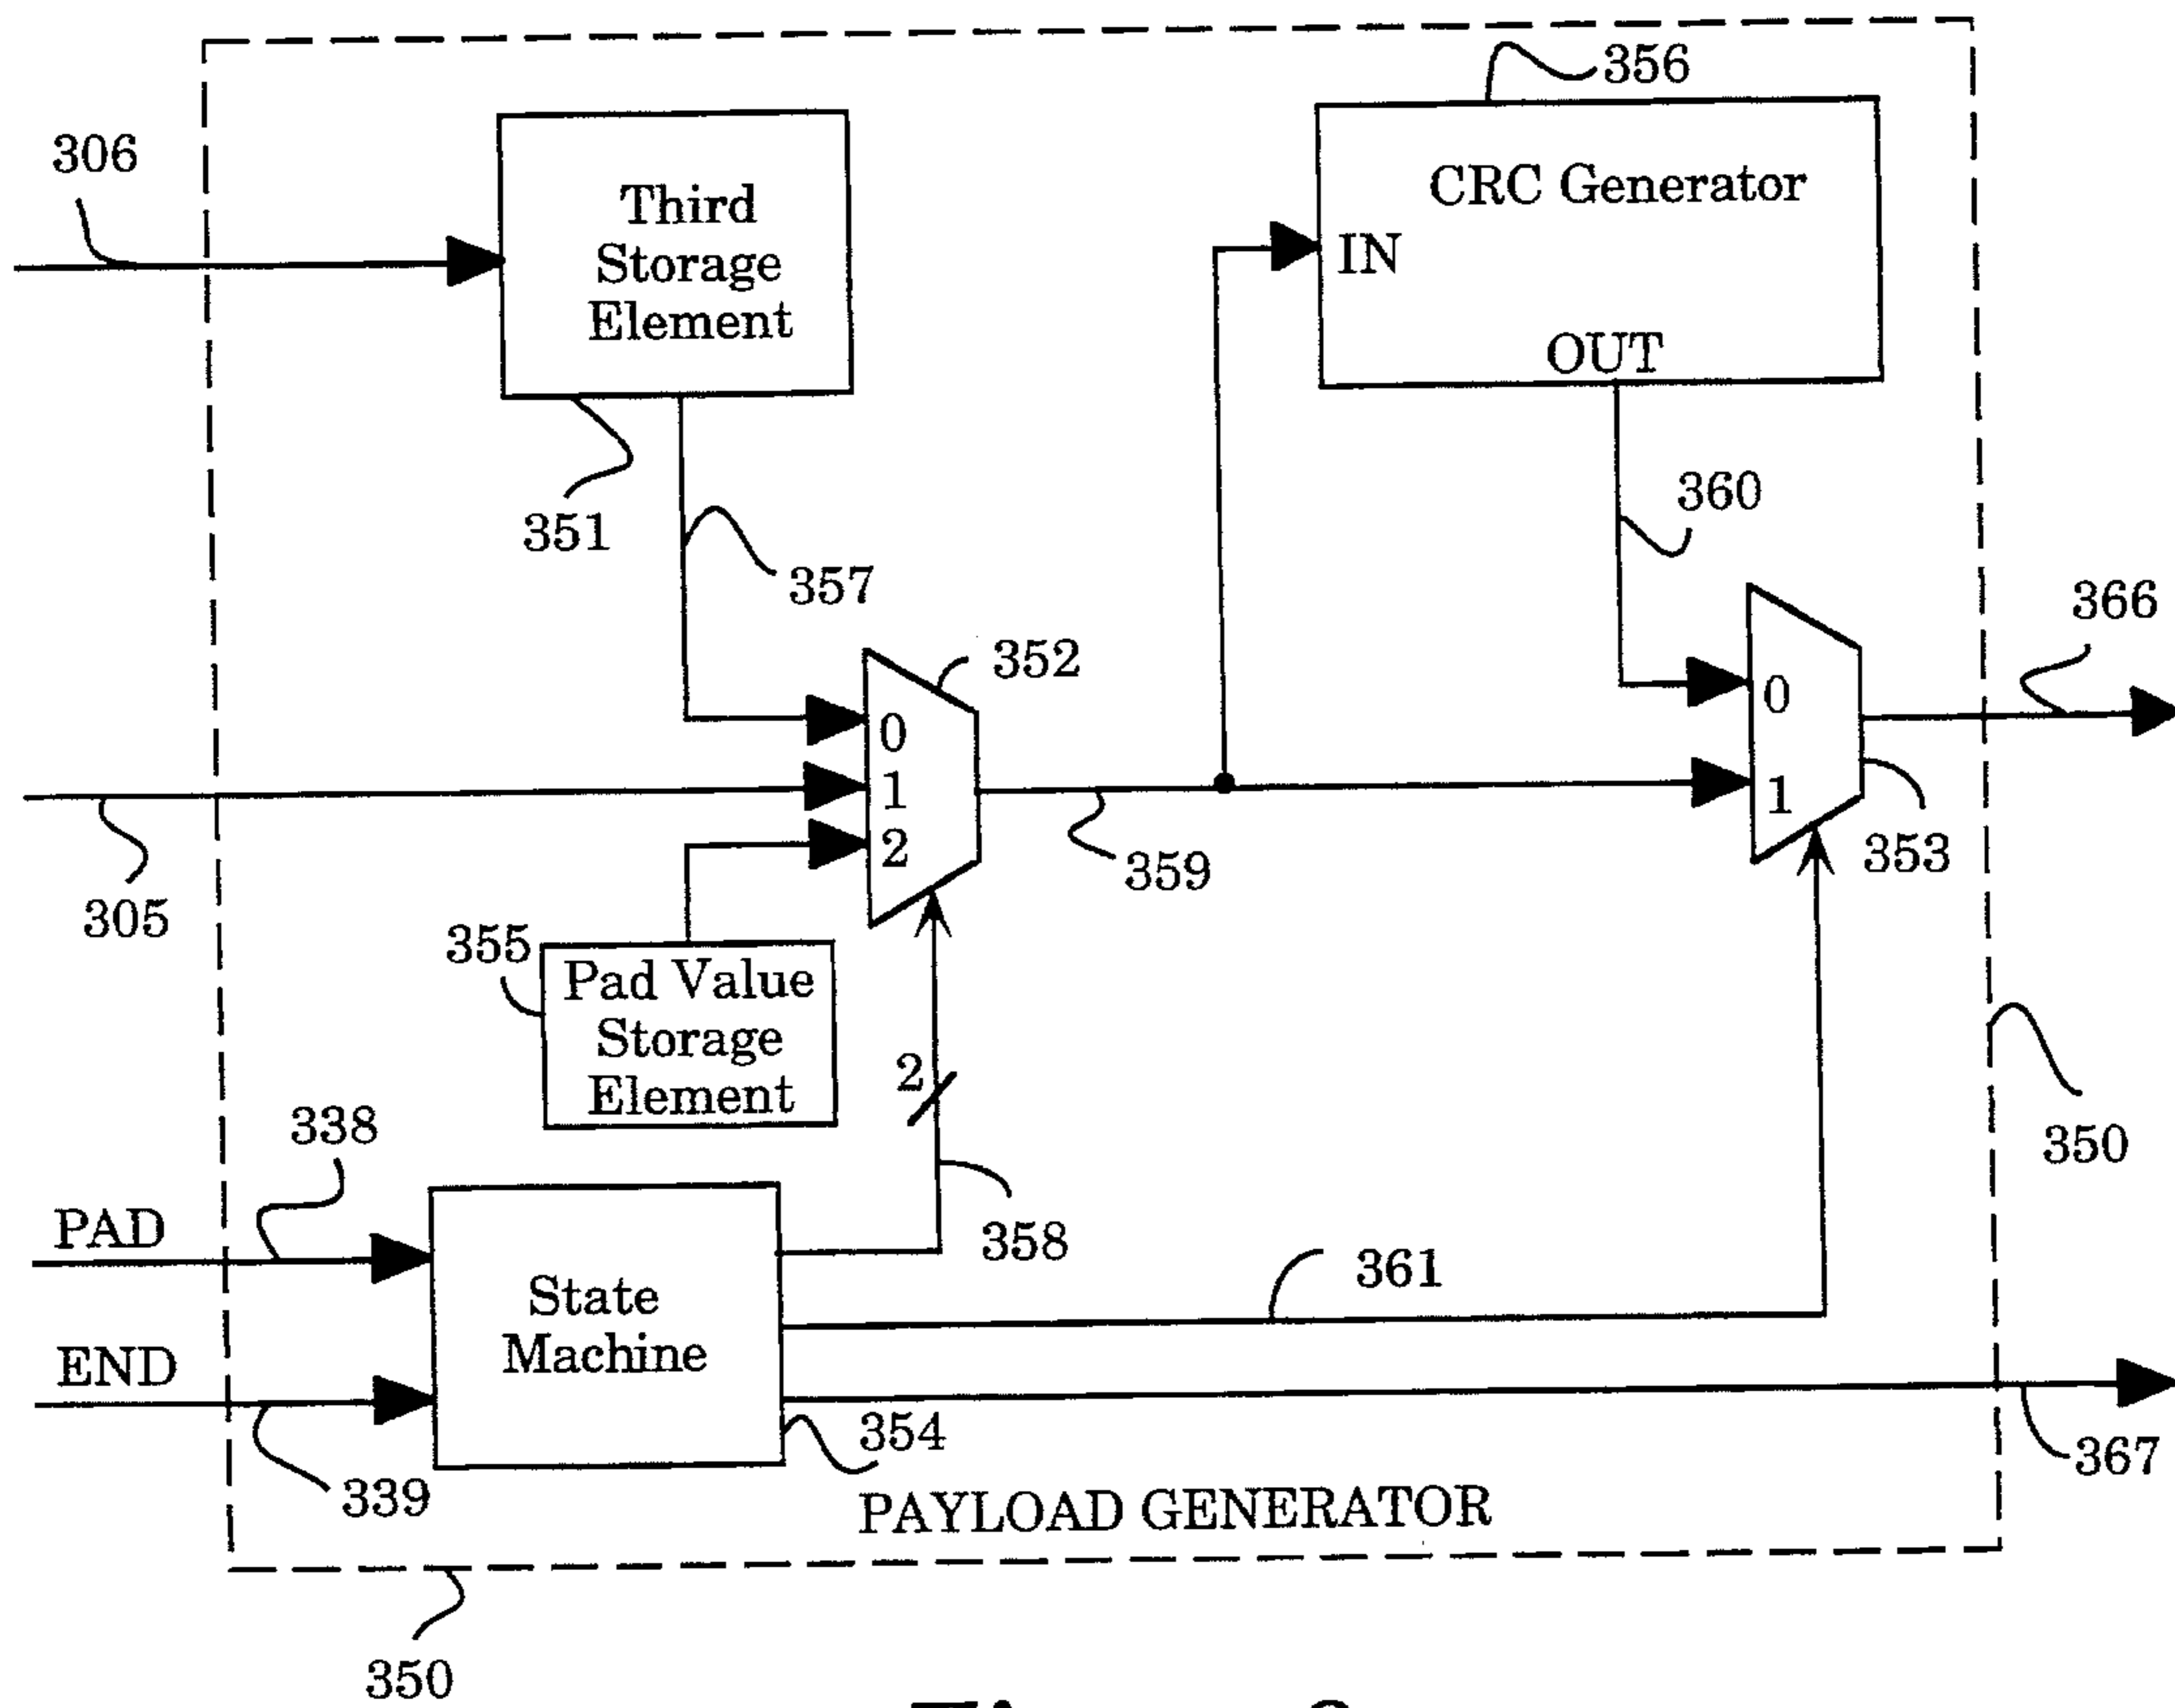 356
306
Third
Storage
Element
CRC Generator
IN
OUT
351
357
360
352
366
0
1
2
0
1
353
359
305
355
Pad Value
Storage
Element
2
338
350
PAD
358
361
State
Machine
END
354
339
367
PAYLOAD GENERATOR
350